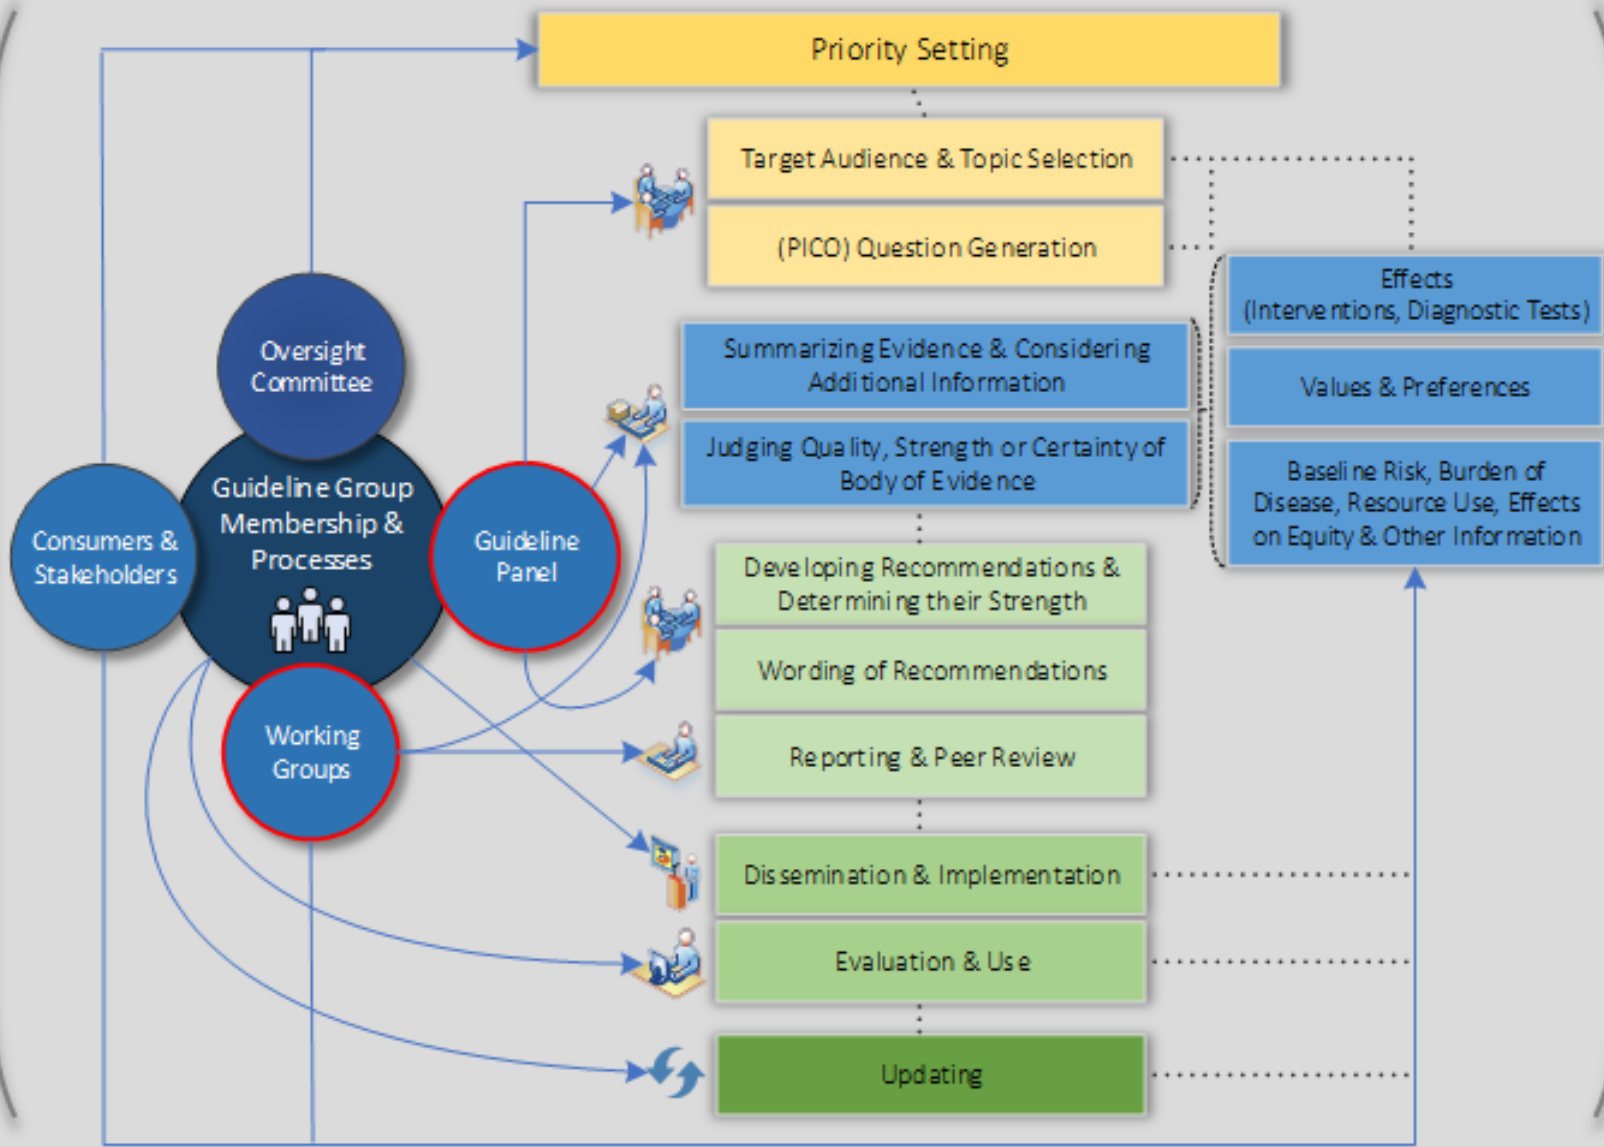 Priority Setting
Target Audience & Topic Selection
(PICO) Question Generation
Effects
(Interventions, Diagnostic Tests)
Values & Preferences
Baseline Risk, Burden of
Disease, Resource Use, Effects
on Equity & Other Information
Summarizing Evidence & Considering
Additional Information
Judging Quality, Strength or Certainty of
Body of Evidence
Oversight
Committee
Guideline Group
Membership &
Processes
Consumers &
Stakeholders
Guideline
Panel
Working
Groups
Developing Recommendations &
Determining their Strength
Wording of Recommendations
Reporting & Peer Review
Dissemination & Implementation
Evaluation & Use
Updating